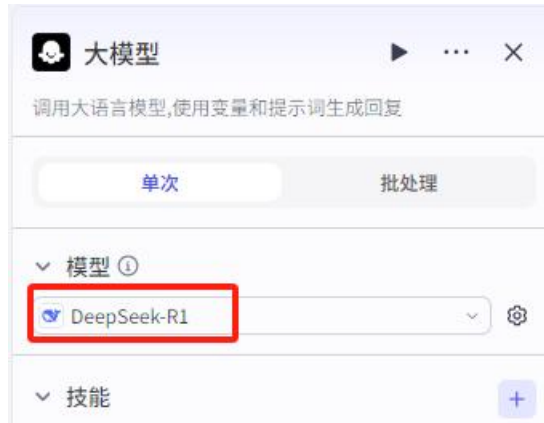 大模型
调用大语言模型,使用变量和提示词生成回复
单次 批处理
模型
DeepSeek-R1
技能